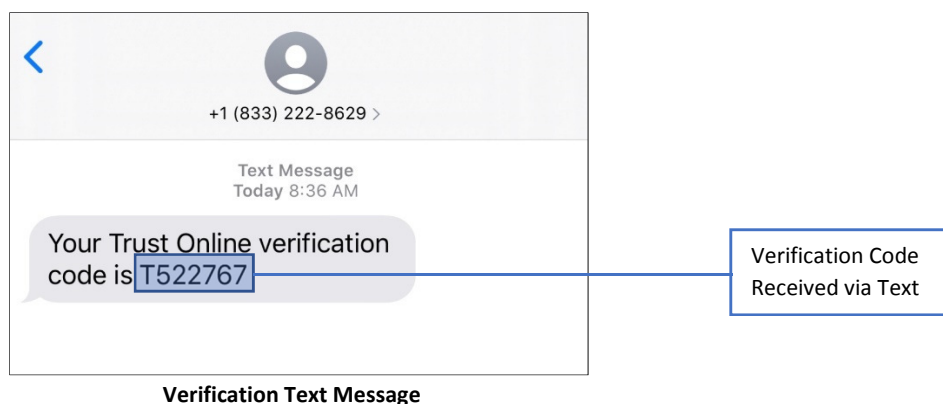 +1 (833) 222-8629 >
Text Message
Today 8:36 AM
Your Trust Online verification
code is T522767
Verification Code
Received via Text
Verification Text Message